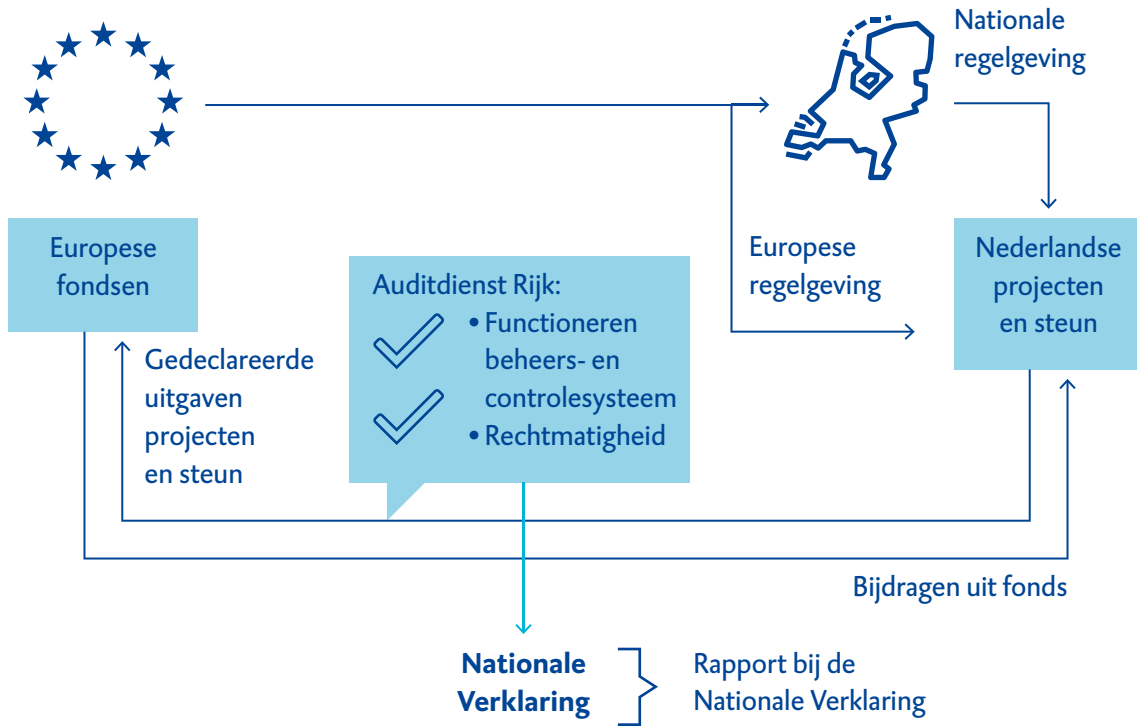 Nationale
regelgeving
Europese
fondsen
Europese
regelgeving
Nederlandse
projecten
en steun
Auditdienst Rijk:
• Functioneren
beheers- en
controlesysteem
• Rechtmatigheid
Gedeclareerde
uitgaven
projecten
en steun
Bijdragen uit fonds
Nationale
Verklaring
Rapport bij de
Nationale Verklaring